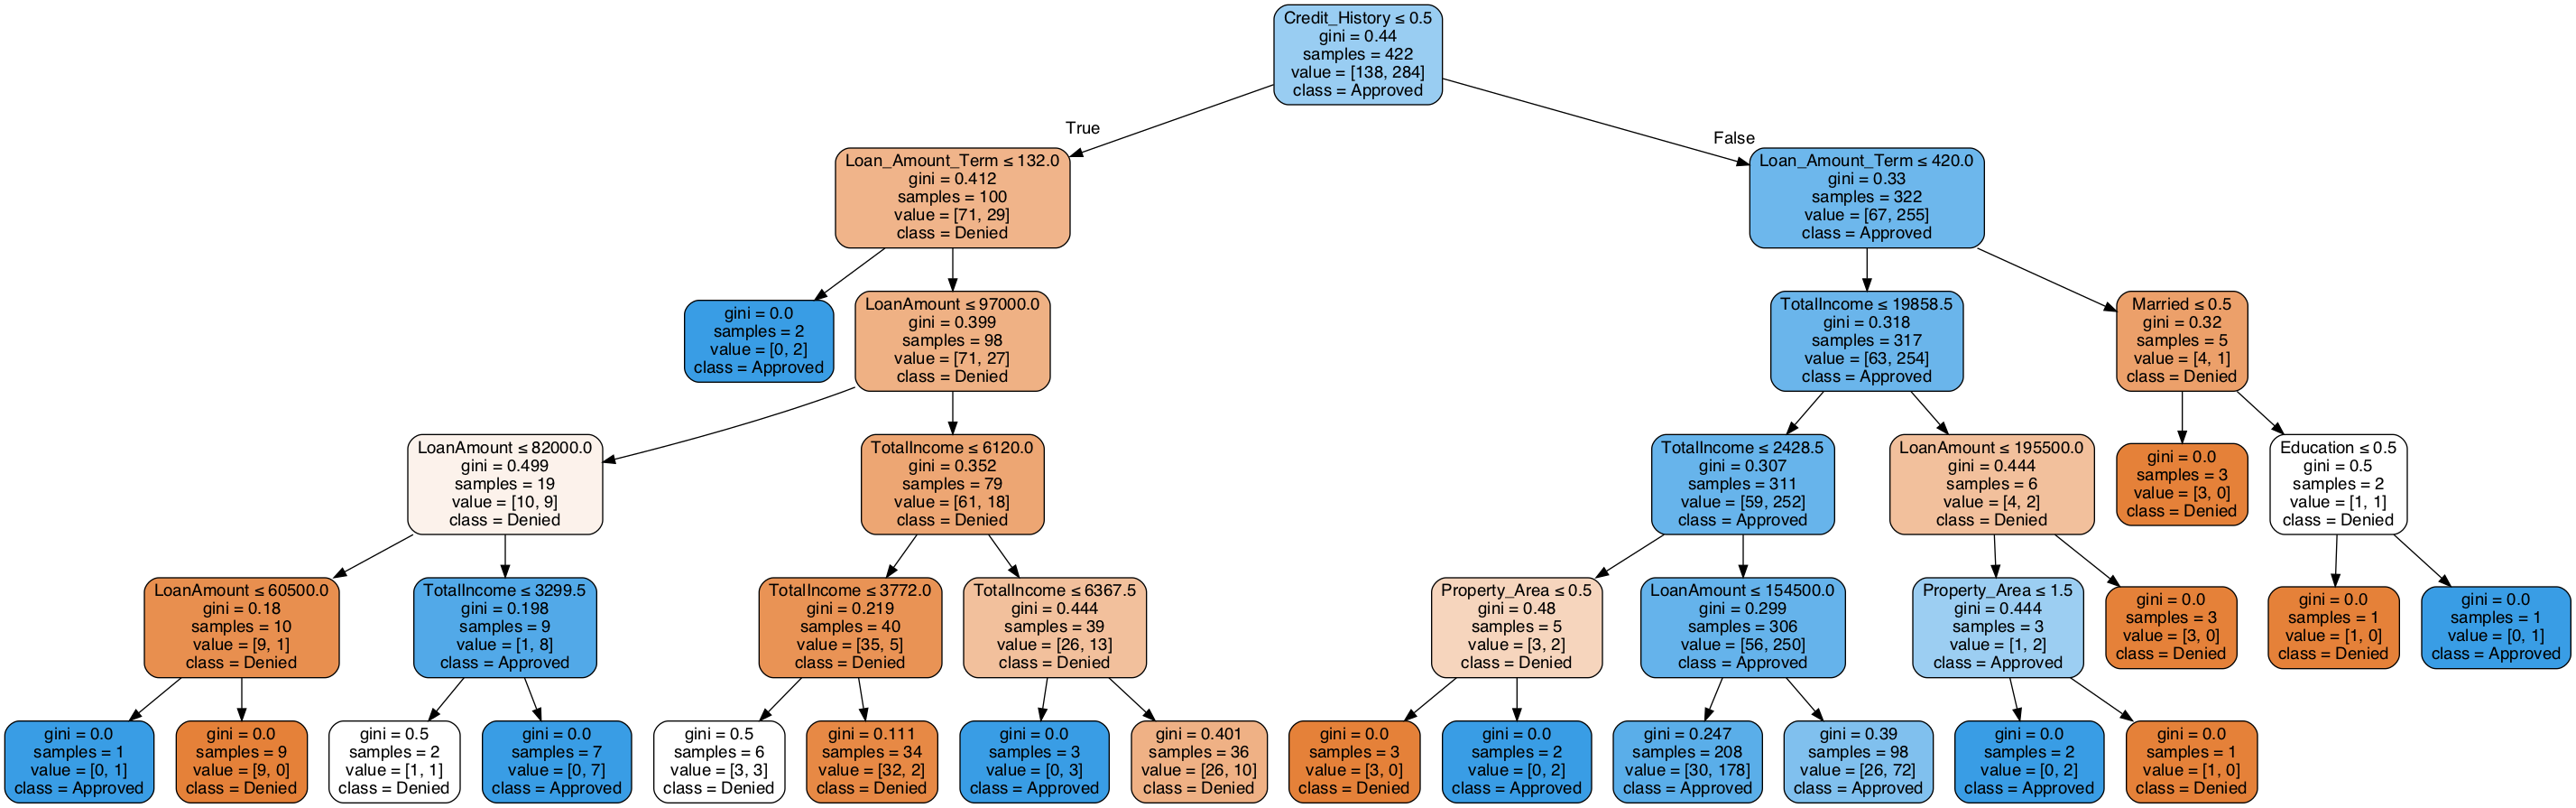 Credit_History ≤ 0.5
gini = 0.44
samples = 422
value = [138, 284]
class = Approved
True
False
Loan_Amount_Term ≤ 132.0
gini = 0.412
samples = 100
value = [71, 29]
class = Denied
Loan_Amount_Term ≤ 420.0
gini = 0.33
samples = 322
value = [67, 255]
class = Approved
gini = 0.0
samples = 2
value = [0, 2]
class = Approved
LoanAmount ≤ 97000.0
gini = 0.399
samples = 98
value = [71, 27]
class = Denied
TotalIncome ≤ 19858.5
gini = 0.318
samples = 317
value = [63, 254]
class = Approved
Married ≤ 0.5
gini = 0.32
samples = 5
value = [4, 1]
class = Denied
LoanAmount ≤ 82000.0
gini = 0.499
samples = 19
value = [10, 9]
class = Denied
TotalIncome ≤ 6120.0
gini = 0.352
samples = 79
value = [61, 18]
class = Denied
TotalIncome ≤ 2428.5
gini = 0.307
samples = 311
value = [59, 252]
class = Approved
LoanAmount ≤ 195500.0
gini = 0.444
samples = 6
value = [4, 2]
class = Denied
gini = 0.0
samples = 3
value = [3, 0]
class = Denied
Education ≤ 0.5
gini = 0.5
samples = 2
value = [1, 1]
class = Denied
LoanAmount ≤ 60500.0
gini = 0.18
samples = 10
value = [9, 1]
class = Denied
TotalIncome ≤ 3299.5
gini = 0.198
samples = 9
value = [1, 8]
class = Approved
TotalIncome ≤ 3772.0
gini = 0.219
samples = 40
value = [35, 5]
class = Denied
TotalIncome ≤ 6367.5
gini = 0.444
samples = 39
value = [26, 13]
class = Denied
Property_Area ≤ 0.5
gini = 0.48
samples = 5
value = [3, 2]
class = Denied
LoanAmount ≤ 154500.0
gini = 0.299
samples = 306
value = [56, 250]
class = Approved
Property_Area ≤ 1.5
gini = 0.444
samples = 3
value = [1, 2]
class = Approved
gini = 0.0
samples = 3
value = [3, 0]
class = Denied
gini = 0.0
samples = 1
value = [1, 0]
class = Denied
gini = 0.0
samples = 1
value = [0, 1]
class = Approved
gini = 0.0
samples = 1
value = [0, 1]
class = Approved
gini = 0.0
samples = 9
value = [9, 0]
class = Denied
gini = 0.5
samples = 2
value = [1, 1]
class = Denied
gini = 0.0
samples = 7
value = [0, 7]
class = Approved
gini = 0.5
samples = 6
value = [3, 3]
class = Denied
gini = 0.111
samples = 34
value = [32, 2]
class = Denied
gini = 0.0
samples = 3
value = [0, 3]
class = Approved
gini = 0.401
samples = 36
value = [26, 10]
class = Denied
gini = 0.0
samples = 3
value = [3, 0]
class = Denied
gini = 0.0
samples = 2
value = [0, 2]
class = Approved
gini = 0.247
samples = 208
value = [30, 178]
class = Approved
gini = 0.39
samples = 98
value = [26, 72]
class = Approved
gini = 0.0
samples = 2
value = [0, 2]
class = Approved
gini = 0.0
samples = 1
value = [1, 0]
class = Denied